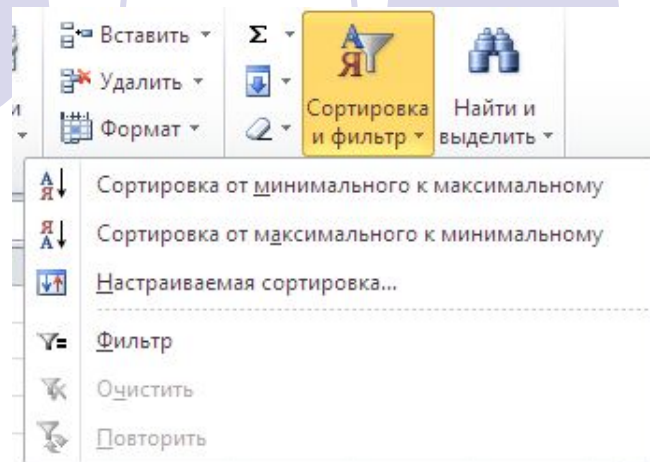 Вставить
Удалить
Формат
Σ
Сортировка
и фильтр
Найти и
выделить
и
Сортировка от минимального к максимальному
Сортировка от максимального к минимальному
Настраиваемая сортировка...
Фильтр
Очистить
Повторить